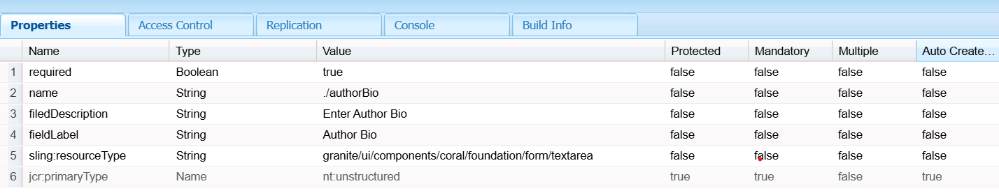 Properties Access Control Replication Console Build Info
Name Type Value Protected Mandatory Multiple Auto Create...
1 required Boolean true false false false false
2 name String ./authorBio false false false false
3 filedDescription String Enter Author Bio false false false false
4 fieldLabel String Author Bio false false false false
5 sling:resourceType String granite/ui/components/coral/foundation/form/textarea false false false false
6 jcr:primaryType Name nt:unstructured true true false true